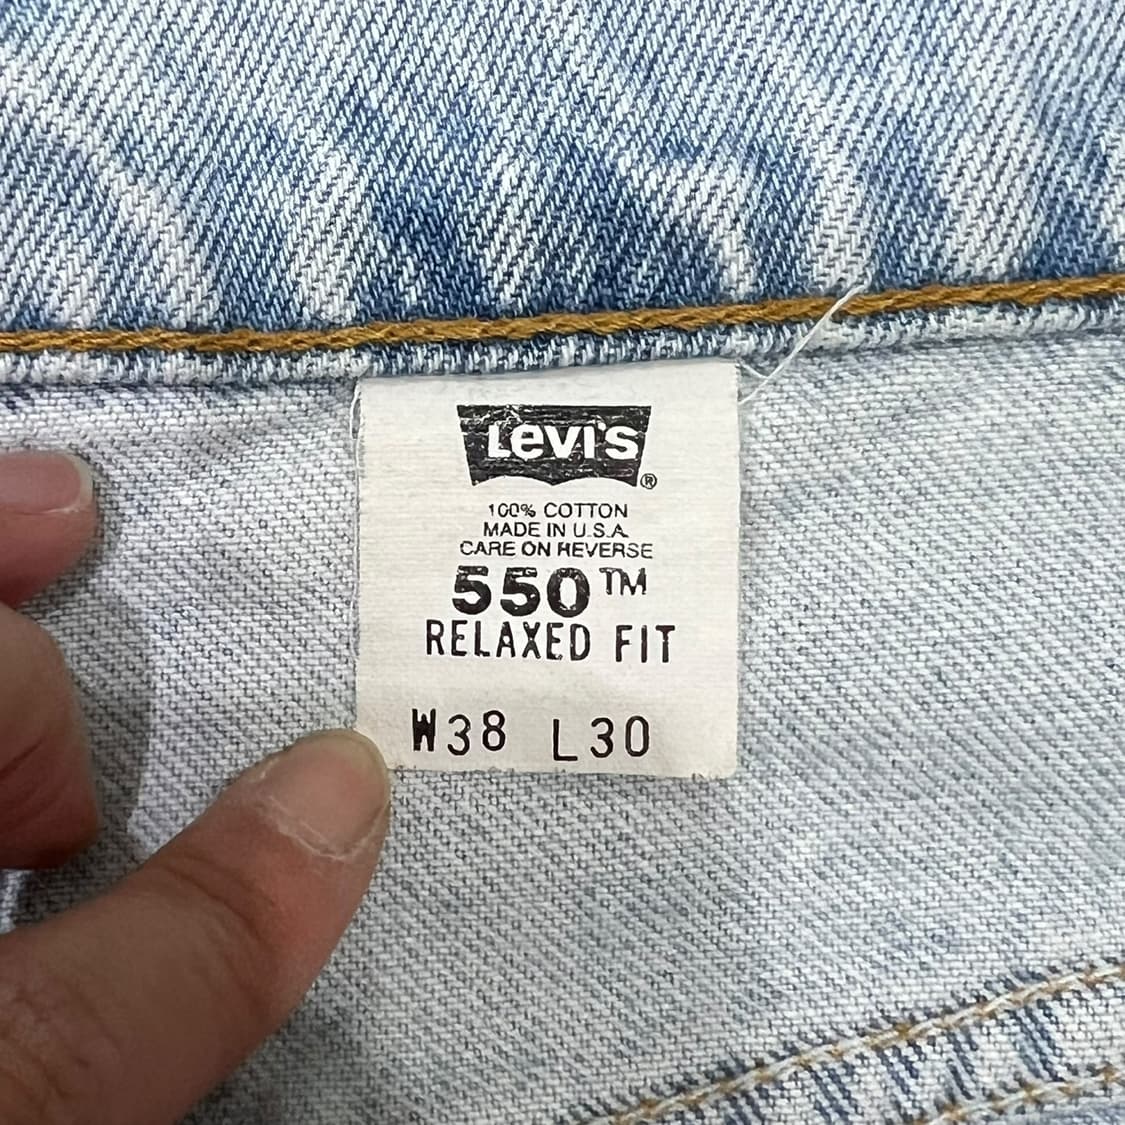 Levi's ®
100% COTTON
MADE IN U.S.A.
CARE ON REVERSE
550™
RELAXED FIT
W38 L30